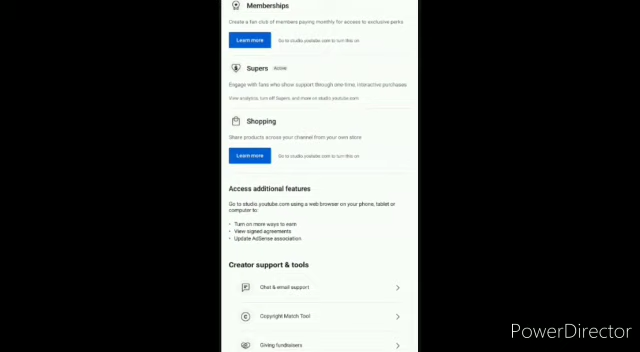 Memberships
Create a fan club of members paying monthly for access to exclusive perks
Learn more
Go to studio.youtube.com to turn this on
Supers
Engage with fans who show support through one-time, interactive purchases
View analytics, turn off Supers, and more on studio.youtube.com
Shopping
Share products across your channel from your own store
Learn more
Go to studio.youtube.com to turn this on
Access additional features
Go to studio.youtube.com using a web browser on your phone, tablet or
computer to:
• Turn on more ways to earn
• View signed agreements
• Update AdSense association
Creator support & tools
Chat & email support
Copyright Match Tool
Giving fundraisers
PowerDirector